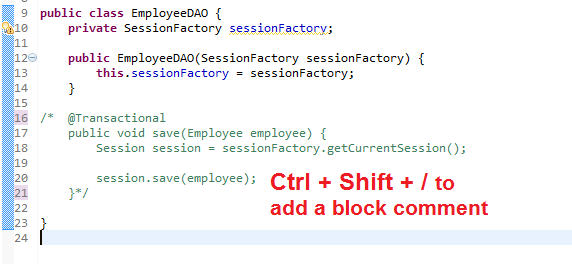 9 public class EmployeeDAO {
10     private SessionFactory sessionFactory;
11
12     public EmployeeDAO(SessionFactory sessionFactory) {
13         this.sessionFactory = sessionFactory;
14     }
15
16 /*  @Transactional
17     public void save(Employee employee) {
18         Session session = sessionFactory.getCurrentSession();
19
20         session.save(employee);
21     }*/
22
23 }
24
Ctrl + Shift + / to
add a block comment